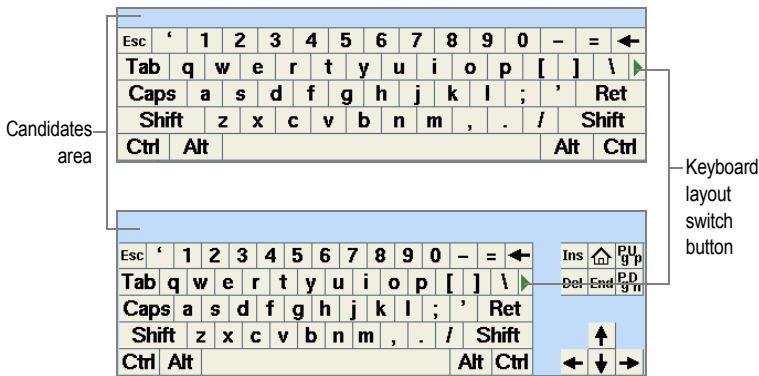 Esc ‘ 1 2 3 4 5 6 7 8 9 0 – =
Tab q w e r t y u i o p [ ] \
Caps a s d f g h j k l ; ’ Ret
Shift z x c v b n m , . / Shift
Ctrl Alt Alt Ctrl
Candidates
area
Keyboard
layout
switch
button
Esc ‘ 1 2 3 4 5 6 7 8 9 0 – = Ins PgUp
Tab q w e r t y u i o p [ ] \ Del End PgDn
Caps a s d f g h j k l ; ’ Ret
Shift z x c v b n m , . / Shift
Ctrl Alt Alt Ctrl